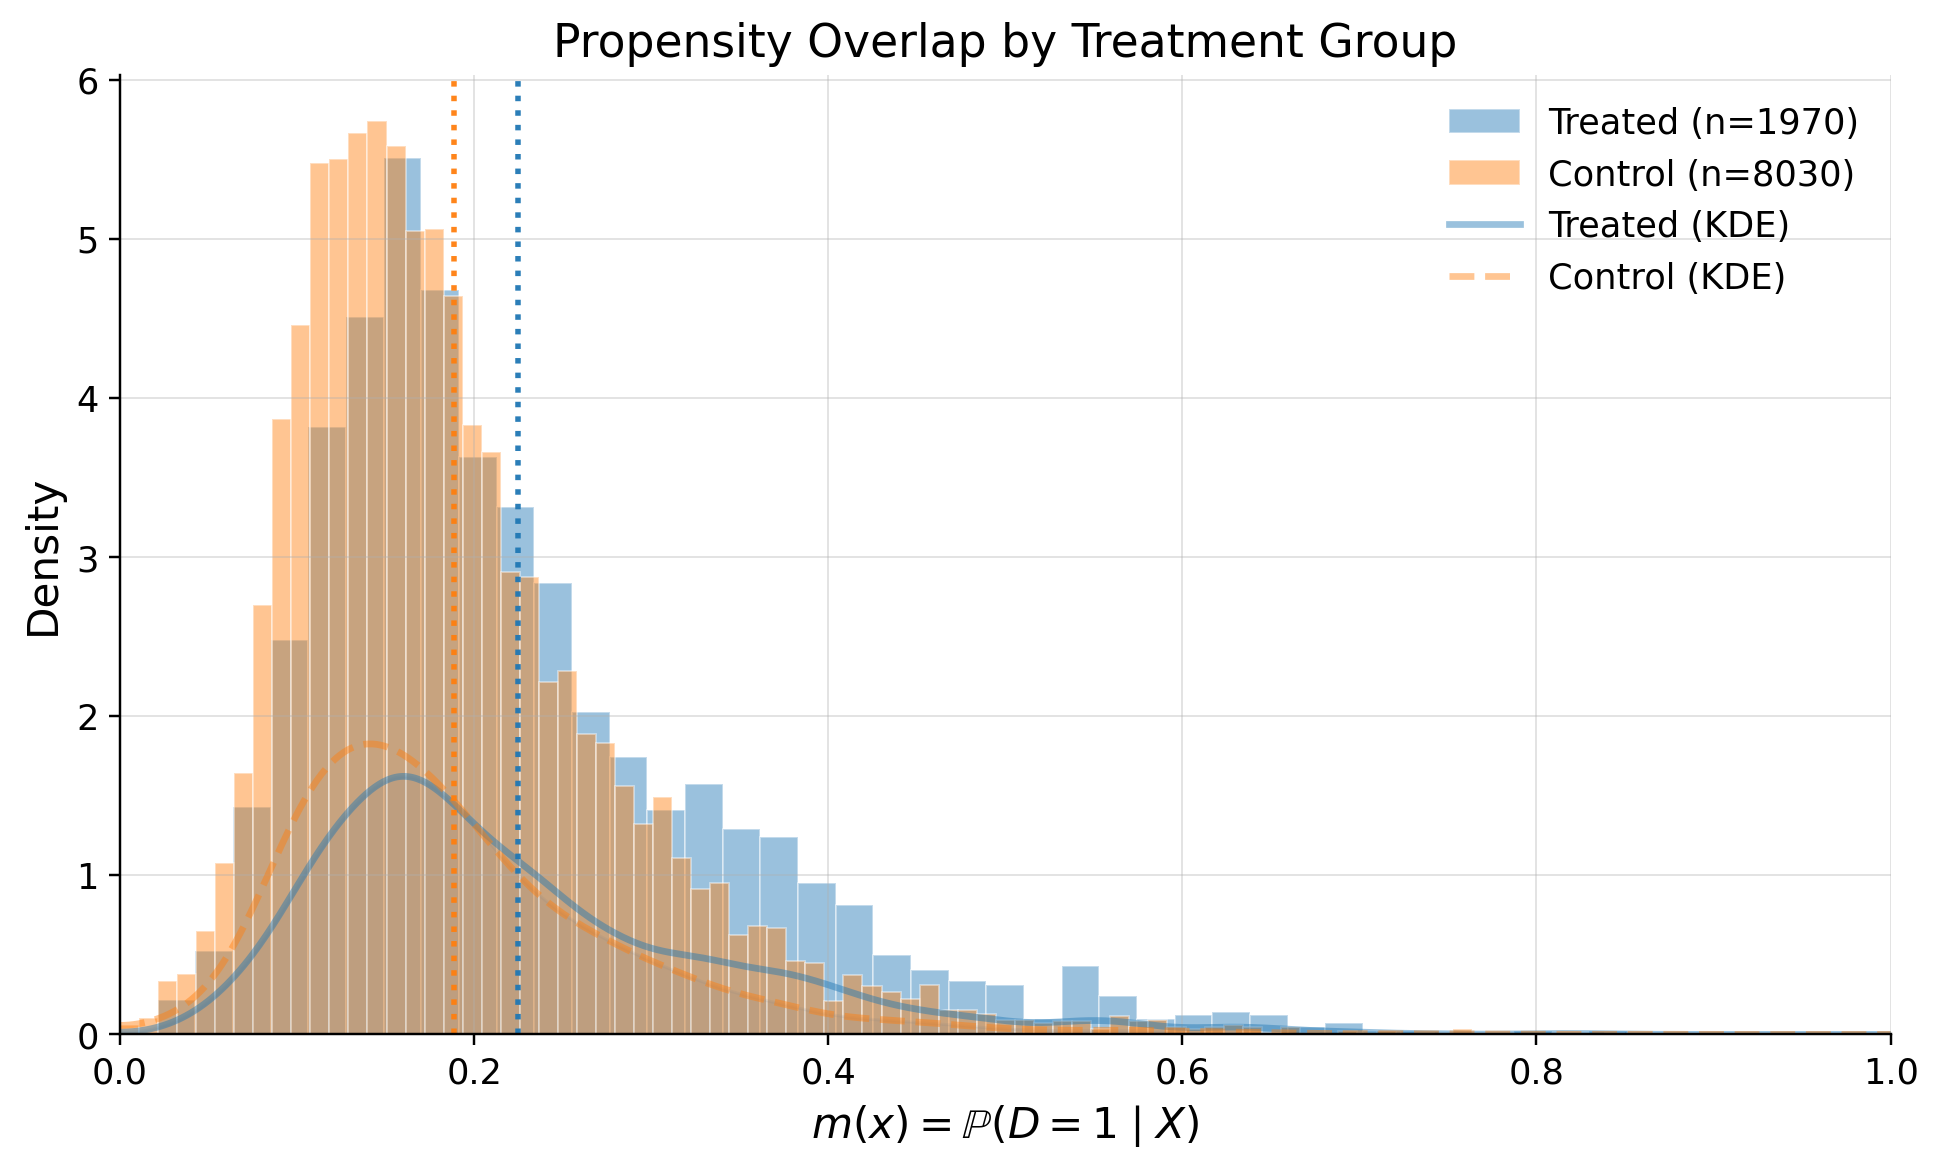 Propensity Overlap by Treatment Group
Treated (n=1970)
Control (n=8030)
Treated (KDE)
Control (KDE)
Density
6
5
4
3
2
1
0
0.0 0.2 0.4 0.6 0.8 1.0
m(x) = ℙ(D = 1 | X)